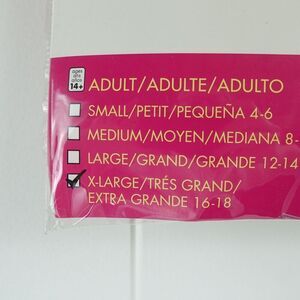 ages
ans
años
14+
ADULT/ADULTE/ADULTO
SMALL/PETIT/PEQUEÑA 4-6
MEDIUM/MOYEN/MEDIANA 8-
LARGE/GRAND/GRANDE 12-14
X-LARGE/TRÉS GRAND/
EXTRA GRANDE 16-18